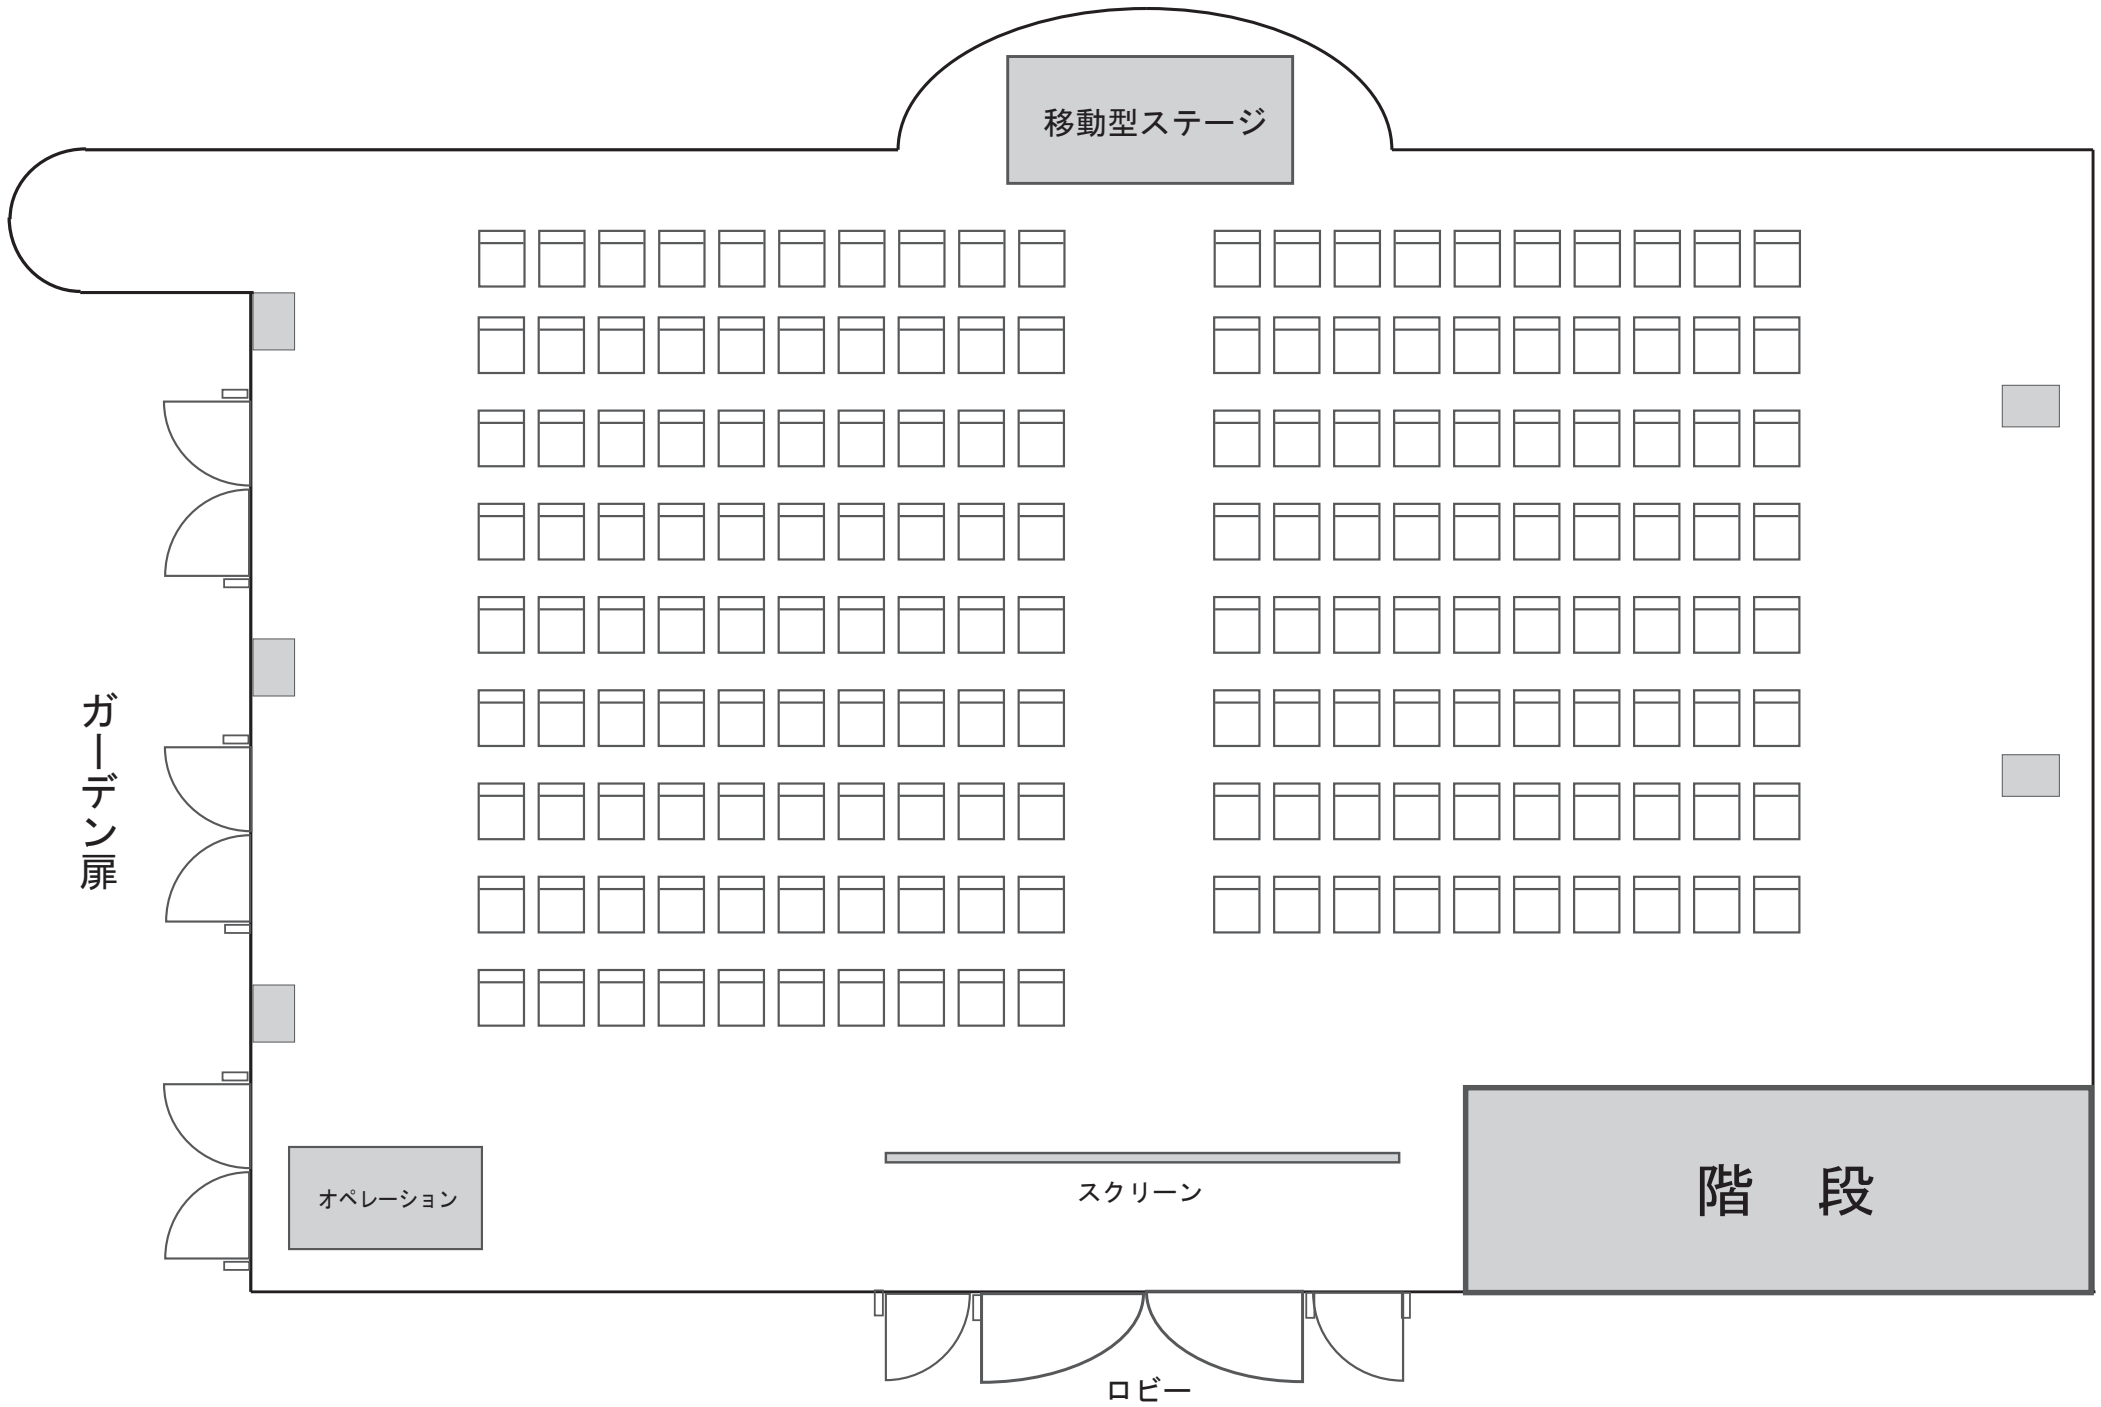 移動型ステージ
ガーデン扉
オペレーション
スクリーン
階 段
ロビー